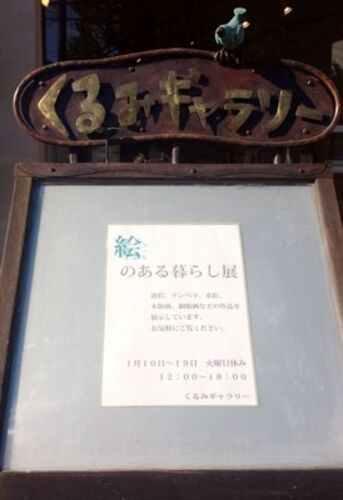 くるみギャラリー
絵
のある暮らし展
油彩、テンペラ、水彩、
木版画、銅版画などの作品を
展示しています。
お気軽にご覧ください。
1月10日～19日 火曜日休み
12:00～18:00
くるみギャラリー